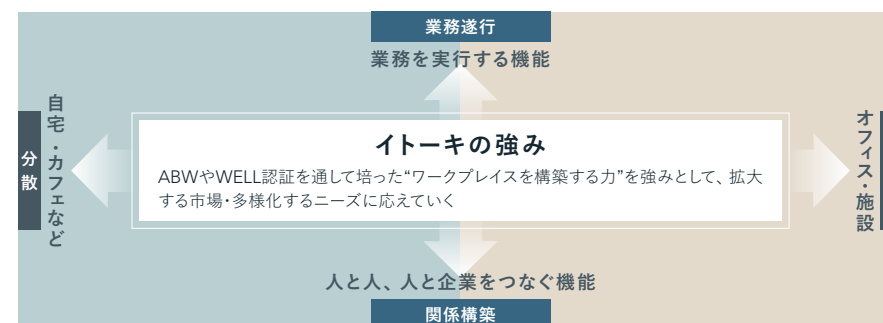 業務遂行
業務を実行する機能
分散
自宅・カフェなど
イトーキの強み
ABWやWELL認証を通して培った“ワークプレイスを構築する力”を強みとして、拡大
する市場・多様化するニーズに応えていく
オフィス・施設
人と人、人と企業をつなぐ機能
関係構築